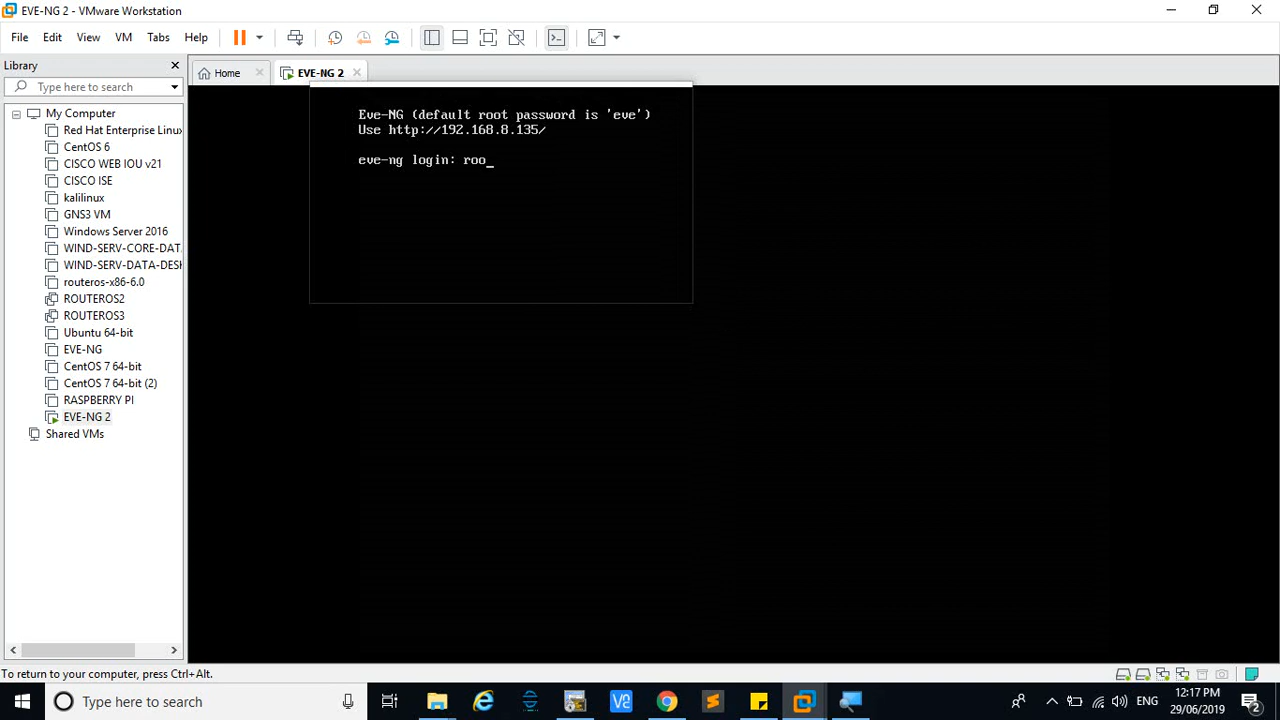 EVE-NG 2 - VMware Workstation
File Edit View VM Tabs Help
Library
Type here to search
My Computer
Red Hat Enterprise Linux
CentOS 6
CISCO WEB IOU v21
CISCO ISE
kalilinux
GNS3 VM
Windows Server 2016
WIND-SERV-CORE-DAT
WIND-SERV-DATA-DESK
routeros-x86-6.0
ROUTEROS2
ROUTEROS3
Ubuntu 64-bit
EVE-NG
CentOS 7 64-bit
CentOS 7 64-bit (2)
RASPBERRY PI
EVE-NG 2
Shared VMs
Home
EVE-NG 2
Eve-NG (default root password is 'eve')
Use http://192.168.8.135/
eve-ng login: roo_
To return to your computer, press Ctrl+Alt.
Type here to search
ENG
12:17 PM
29/06/2019
2